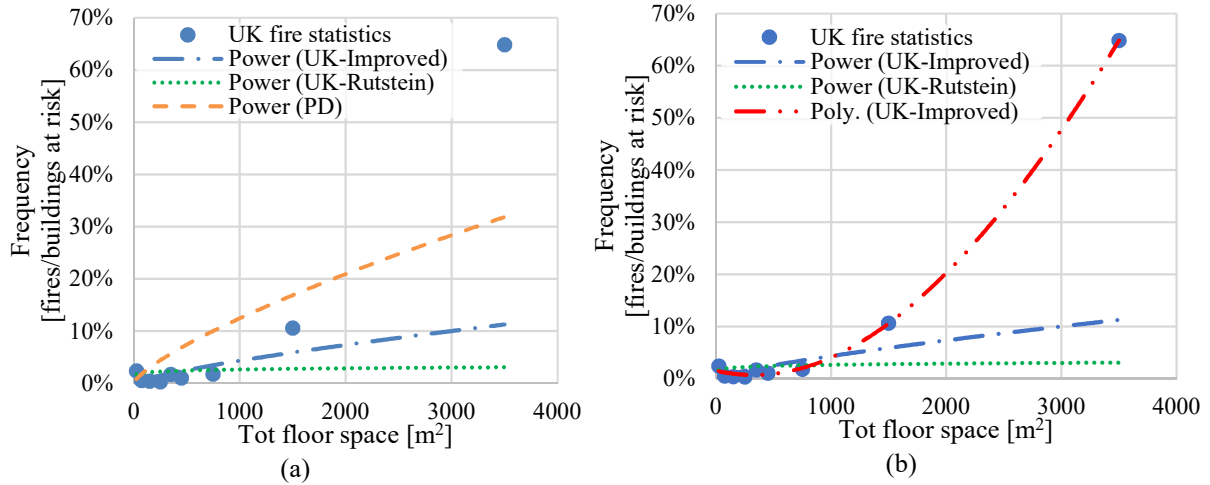 70%
60%
50%
40%
30%
20%
10%
0%
Frequency
[fires/buildings at risk]
UK fire statistics
Power (UK-Improved)
Power (UK-Rutstein)
Power (PD)
0 1000 2000 3000 4000
Tot floor space [m²]
(a)
70%
60%
50%
40%
30%
20%
10%
0%
Frequency
[fires/buildings at risk]
UK fire statistics
Power (UK-Improved)
Power (UK-Rutstein)
Poly. (UK-Improved)
0 1000 2000 3000 4000
Tot floor space [m²]
(b)